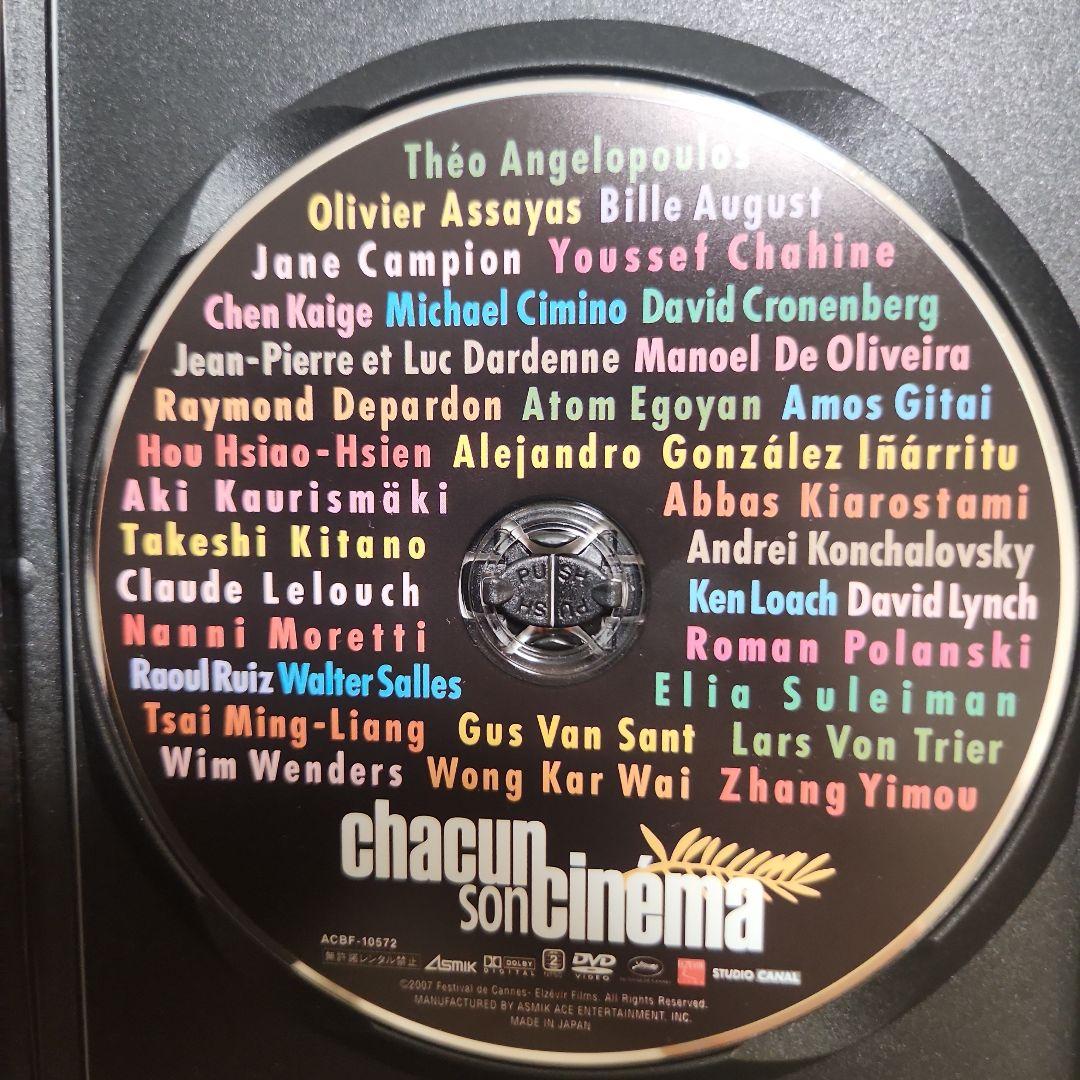 Théo Angelopoulos
Olivier Assayas Bille August
Jane Campion Youssef Chahine
Chen Kaige Michael Cimino David Cronenberg
Jean-Pierre et Luc Dardenne Manoel De Oliveira
Raymond Depardon Atom Egoyan Amos Gitai
Hou Hsiao-Hsien Alejandro González Iñárritu
Aki Kaurismäki Abbas Kiarostami
Takeshi Kitano Andrei Konchalovsky
Claude Lelouch Ken Loach David Lynch
Nanni Moretti Roman Polanski
Raoul Ruiz Walter Salles Elia Suleiman
Tsai Ming-Liang Gus Van Sant Lars Von Trier
Wim Wenders Wong Kar Wai Zhang Yimou
PUSH
PUSH
chacun
son cinéma
ACBF-10572
無許諾レンタル禁止 ASMIK DOLBY DIGITAL 2 DVD VIDEO STUDIO CANAL
©2007 Festival de Cannes- Elzévir Films. All Rights Reserved.
MANUFACTURED BY ASMIK ACE ENTERTAINMENT, INC.
MADE IN JAPAN